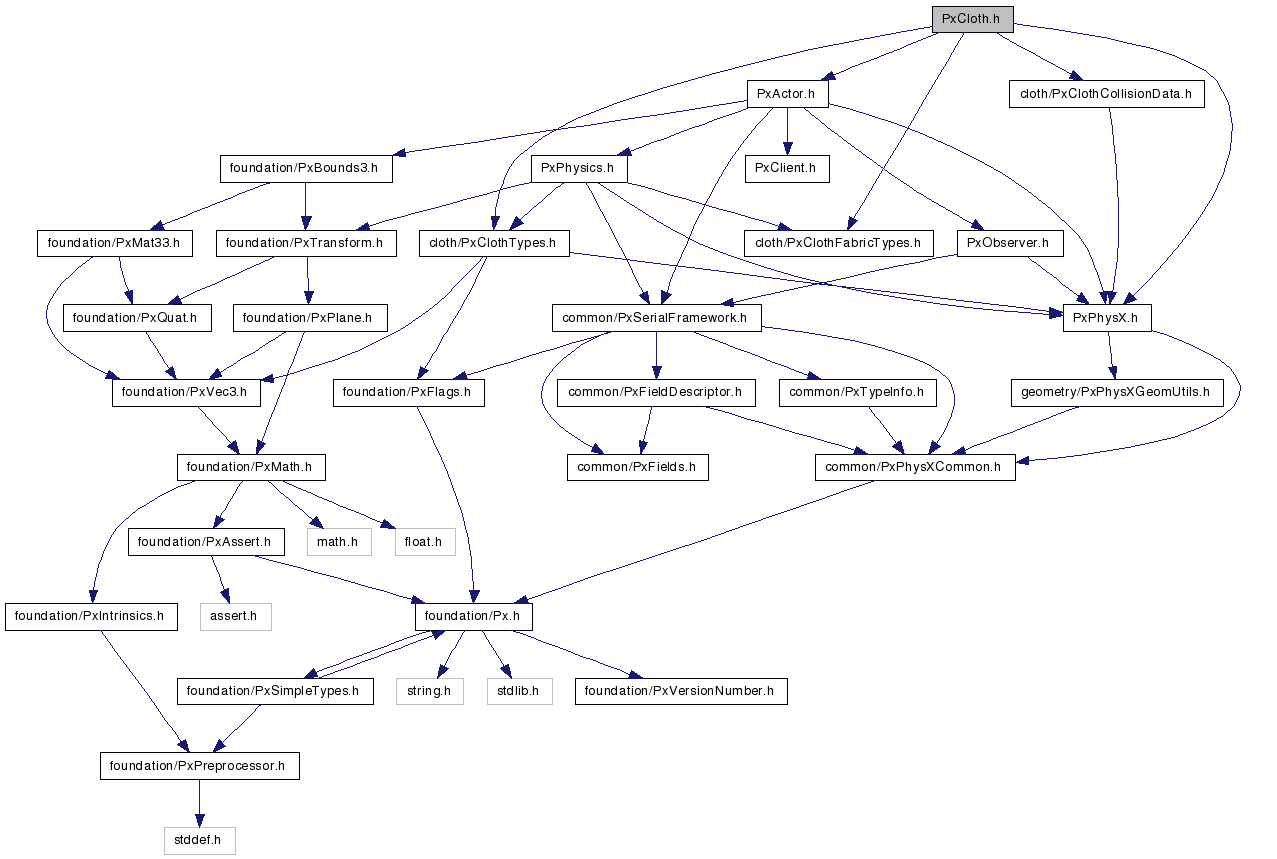 PxCloth.h
PxActor.h
cloth/PxClothCollisionData.h
foundation/PxBounds3.h
PxPhysics.h
PxClient.h
foundation/PxMat33.h
foundation/PxTransform.h
cloth/PxClothTypes.h
cloth/PxClothFabricTypes.h
PxObserver.h
foundation/PxQuat.h
foundation/PxPlane.h
common/PxSerialFramework.h
PxPhysX.h
foundation/PxVec3.h
foundation/PxFlags.h
common/PxFieldDescriptor.h
common/PxTypeInfo.h
geometry/PxPhysXGeomUtils.h
foundation/PxMath.h
common/PxFields.h
common/PxPhysXCommon.h
foundation/PxAssert.h
math.h
float.h
foundation/PxIntrinsics.h
assert.h
foundation/Px.h
foundation/PxSimpleTypes.h
string.h
stdlib.h
foundation/PxVersionNumber.h
foundation/PxPreprocessor.h
stddef.h